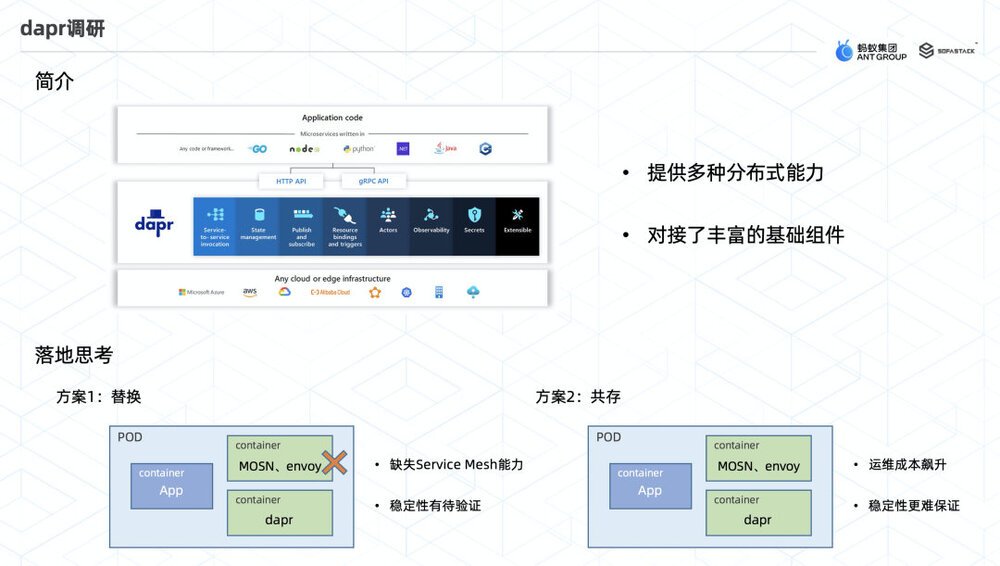 dapr调研
蚂蚁集团
ANT GROUP
SOFASTACK
简介
Application code
Microservices written in
Any code or framework...
GO
node
python
.NET
Java
C++
HTTP API
gRPC API
dapr
Service-
to- service
invocation
State
management
Publish
and
subscribe
Resource
bindings
and triggers
Actors
Observability
Secrets
Extensible
Any cloud or edge infrastructure
Microsoft Azure
aws
Alibaba Cloud
• 提供多种分布式能力
• 对接了丰富的基础组件
落地思考
方案1：替换
POD
container
App
container
MOSN、envoy
container
dapr
• 缺失Service Mesh能力
• 稳定性有待验证
方案2：共存
POD
container
App
container
MOSN、envoy
container
dapr
• 运维成本飙升
• 稳定性更难保证